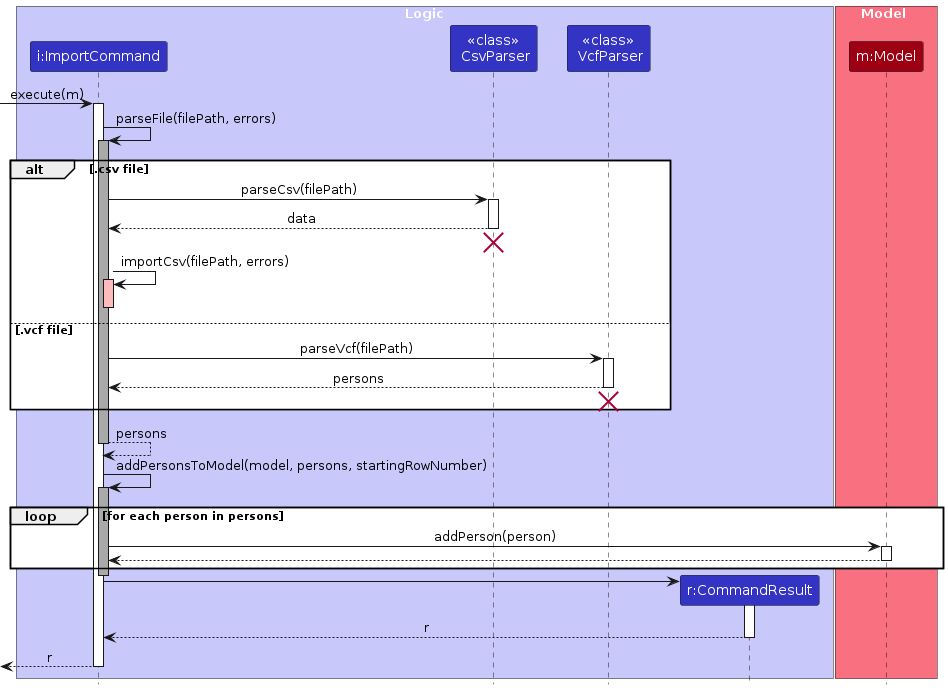 Logic
Model
«class»
CsvParser
«class»
VcfParser
i:ImportCommand
m:Model
execute(m)
parseFile(filePath, errors)
alt
[.csv file]
parseCsv(filePath)
data
importCsv(filePath, errors)
[.vcf file]
parseVcf(filePath)
persons
persons
addPersonsToModel(model, persons, startingRowNumber)
loop
[for each person in persons]
addPerson(person)
r:CommandResult
r
r